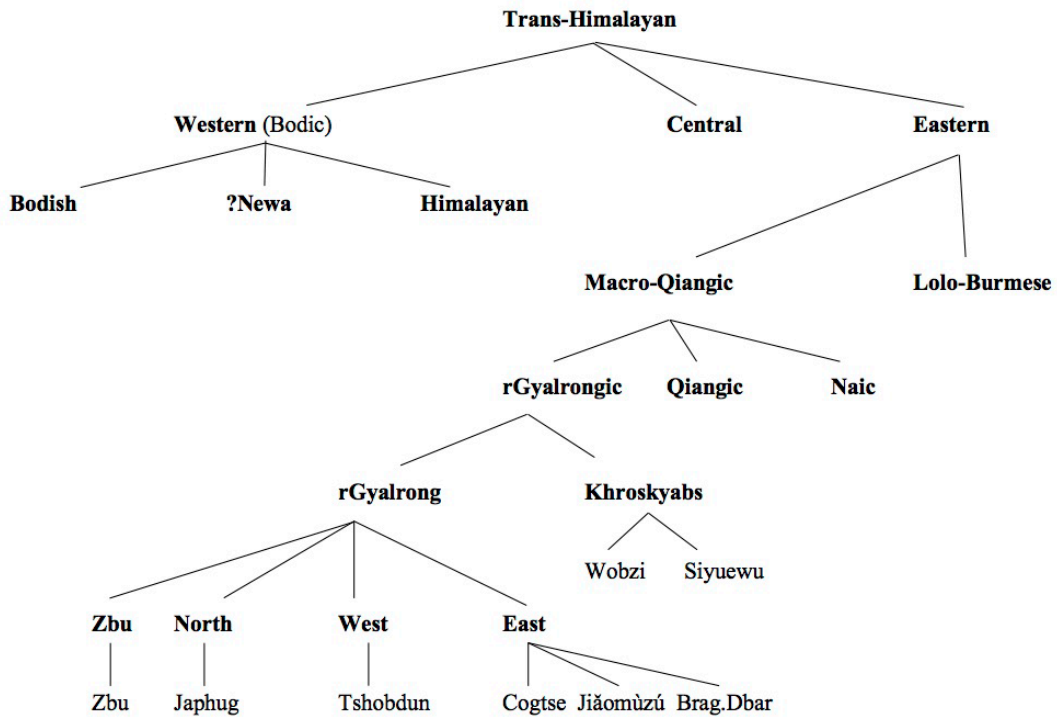 Trans-Himalayan
Western (Bodic) Central Eastern
Bodish ?Newa Himalayan
Macro-Qiangic Lolo-Burmese
rGyalrongic Qiangic Naic
rGyalrong Khroskyabs
Wobzi Siyuewu
Zbu North West East
Zbu Japhug Tshobdun Cogtse Jiǎomùzú Brag.Dbar